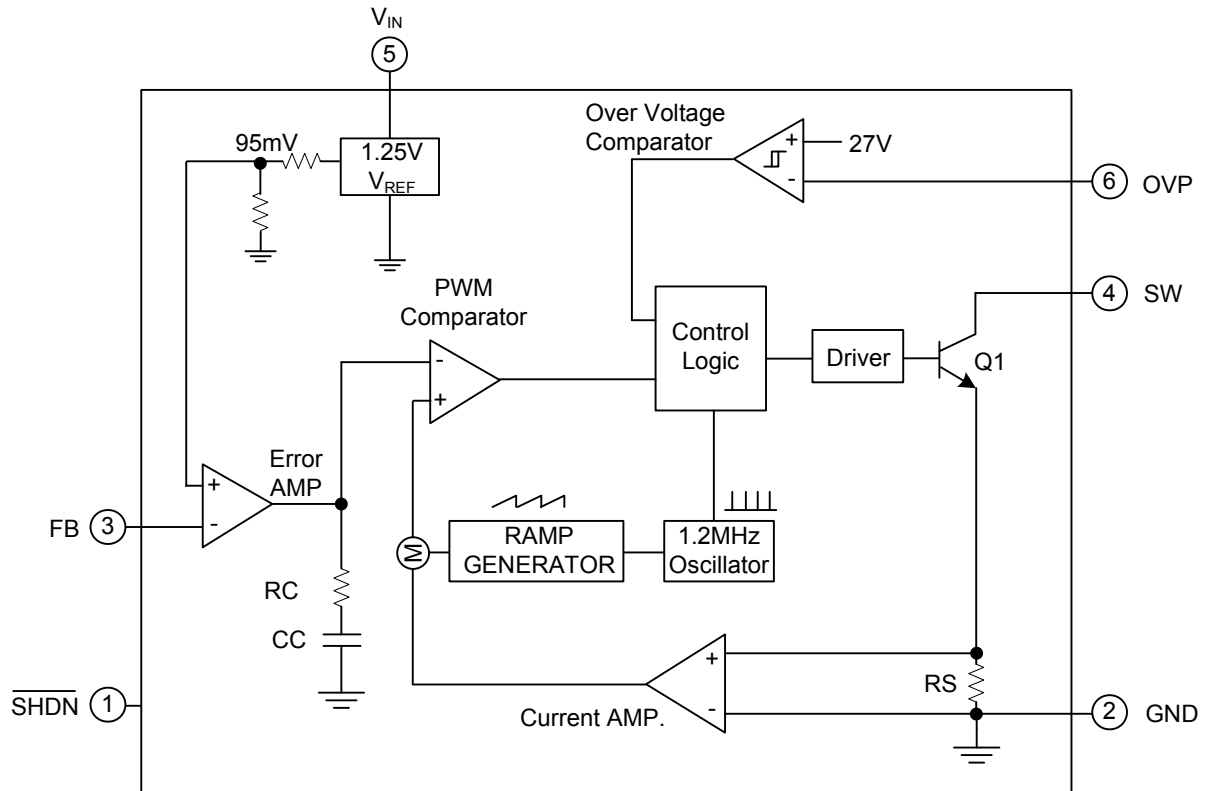 VIN
5
Over Voltage
Comparator
95mV
1.25V
VREF
+
27V
-
6
OVP
PWM
Comparator
4
SW
Control
Logic
Driver
Q1
-
+
Error
AMP
+
-
FB
3
RAMP
GENERATOR
1.2MHz
Oscillator
M
RC
CC
+
RS
SHDN
1
-
Current AMP.
2
GND